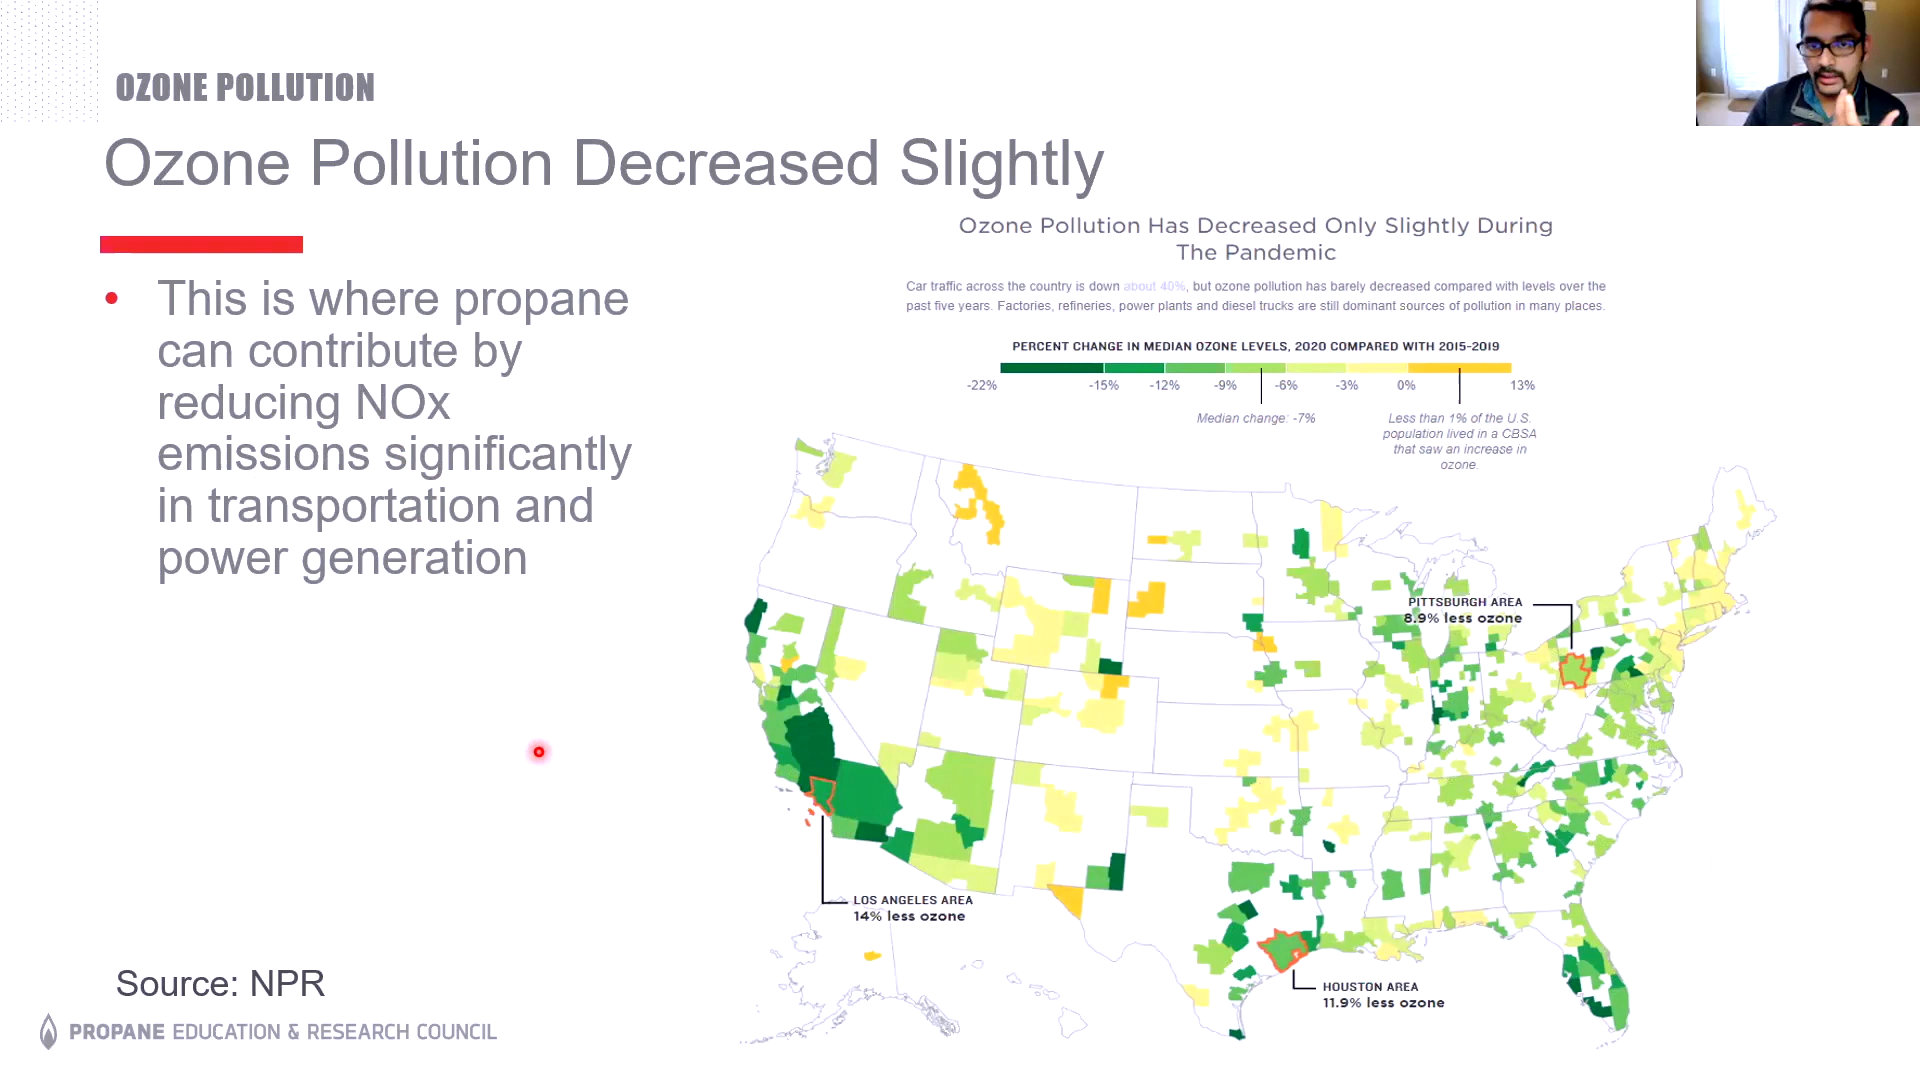 OZONE POLLUTION
Ozone Pollution Decreased Slightly
• This is where propane
can contribute by
reducing NOx
emissions significantly
in transportation and
power generation
Source: NPR
PROPANE EDUCATION & RESEARCH COUNCIL
Ozone Pollution Has Decreased Only Slightly During
The Pandemic
Car traffic across the country is down about 40%, but ozone pollution has barely decreased compared with levels over the
past five years. Factories, refineries, power plants and diesel trucks are still dominant sources of pollution in many places.
PERCENT CHANGE IN MEDIAN OZONE LEVELS, 2020 COMPARED WITH 2015-2019
-22% -15% -12% -9% -6% -3% 0% 13%
Median change: -7%
Less than 1% of the U.S.
population lived in a CBSA
that saw an increase in
ozone.
PITTSBURGH AREA
8.9% less ozone
LOS ANGELES AREA
14% less ozone
HOUSTON AREA
11.9% less ozone